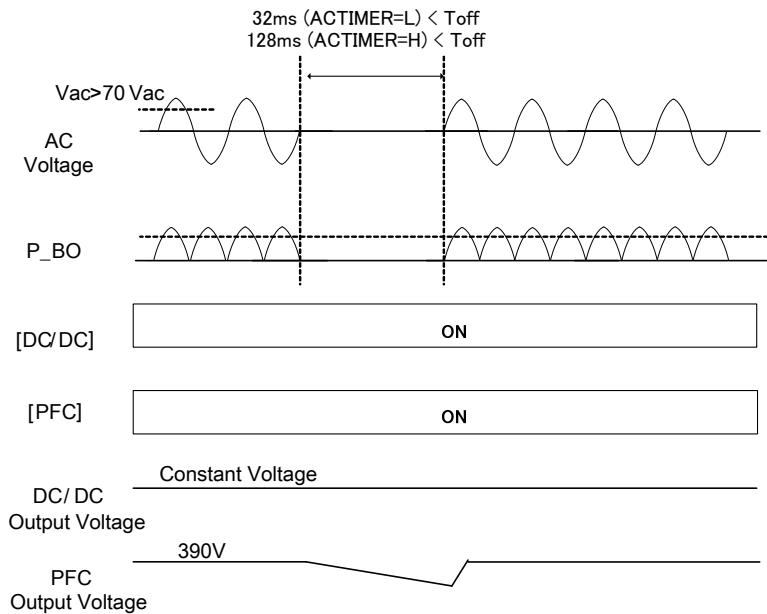 32ms (ACTIMER=L) < Toff
128ms (ACTIMER=H) < Toff
Vac>70 Vac
AC
Voltage
P_BO
[DC/DC]
ON
[PFC]
ON
Constant Voltage
DC/ DC
Output Voltage
390V
PFC
Output Voltage